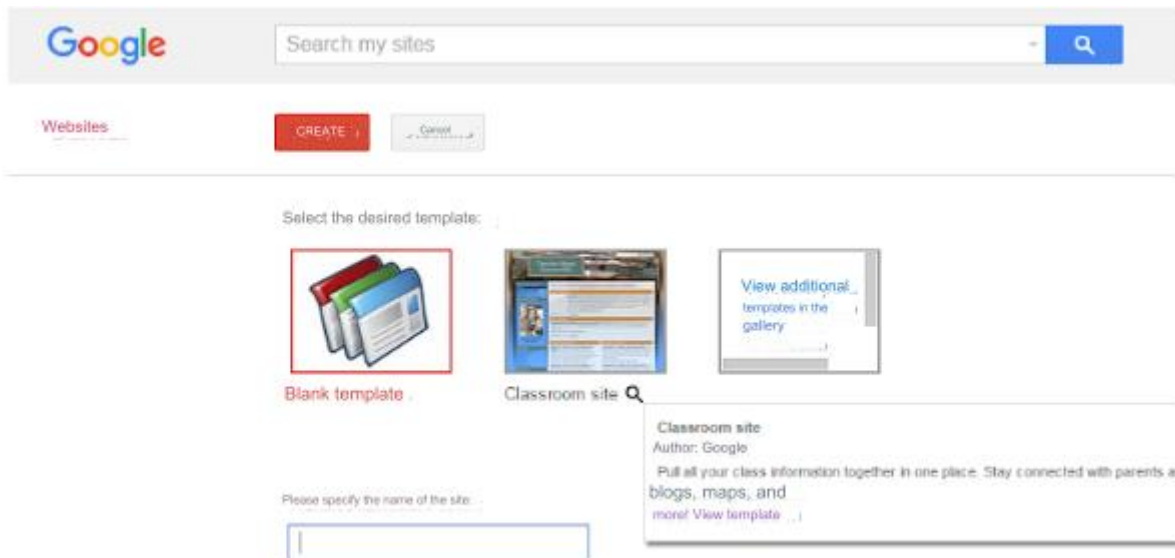 Google
Search my sites
Websites
CREATE
Cancel
Select the desired template:
View additional
templates in the
gallery
Blank template
Classroom site
Classroom site
Author: Google
Pull all your class information together in one place. Stay connected with parents a
blogs, maps, and
more! View template
Please specify the name of the site: